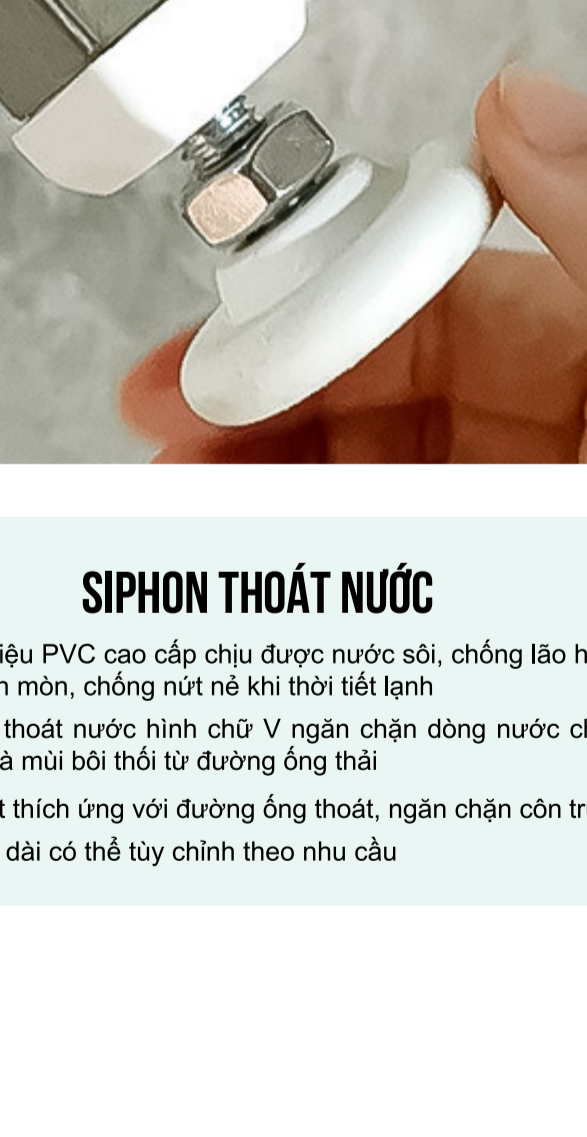 SIPHON THOÁT NƯỚC
iệu PVC cao cấp chịu được nước sôi, chống lão h
n mòn, chống nứt nẻ khi thời tiết lạnh
thoát nước hình chữ V ngăn chặn dòng nước ch
à mùi bôi thối từ đường ống thải
t thích ứng với đường ống thoát, ngăn chặn côn trù
dài có thể tùy chỉnh theo nhu cầu